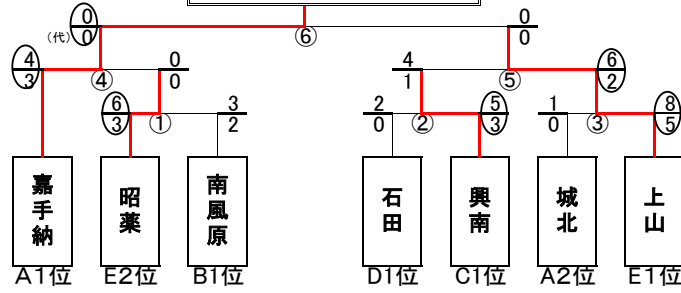 0 0
(代) 0 ⑥ 0
4 0 4 6
3 ④ 0 1 ⑤ 2
6 3 2 5 1 8
3 ① 2 0 ② 3 0 ③ 5
嘉手納 昭薬 南風原 石田 興南 城北 上山
A1位 E2位 B1位 D1位 C1位 A2位 E1位